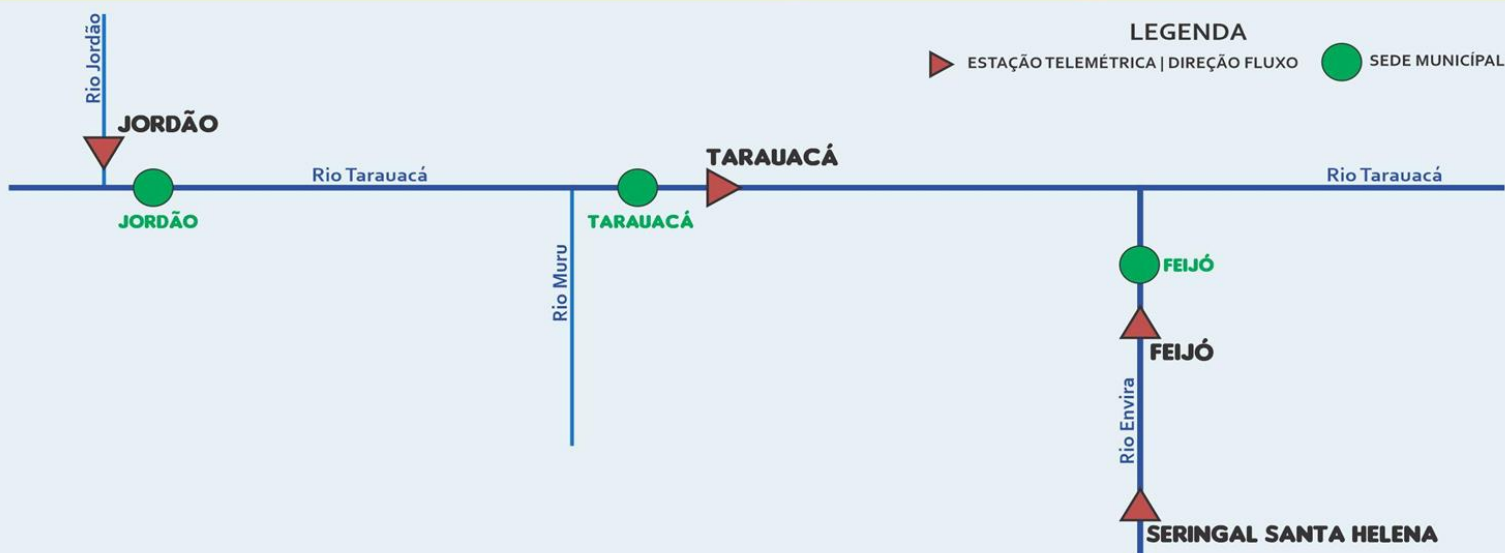 LEGENDA
ESTAÇÃO TELEMÉTRICA | DIREÇÃO FLUXO
SEDE MUNICÍPAL
Rio Jordão
JORDÃO
Rio Tarauacá
TARAUACÁ
Rio Tarauacá
JORDÃO
TARAUACÁ
Rio Muru
FEIJÓ
FEIJÓ
Rio Envira
SERINGAL SANTA HELENA